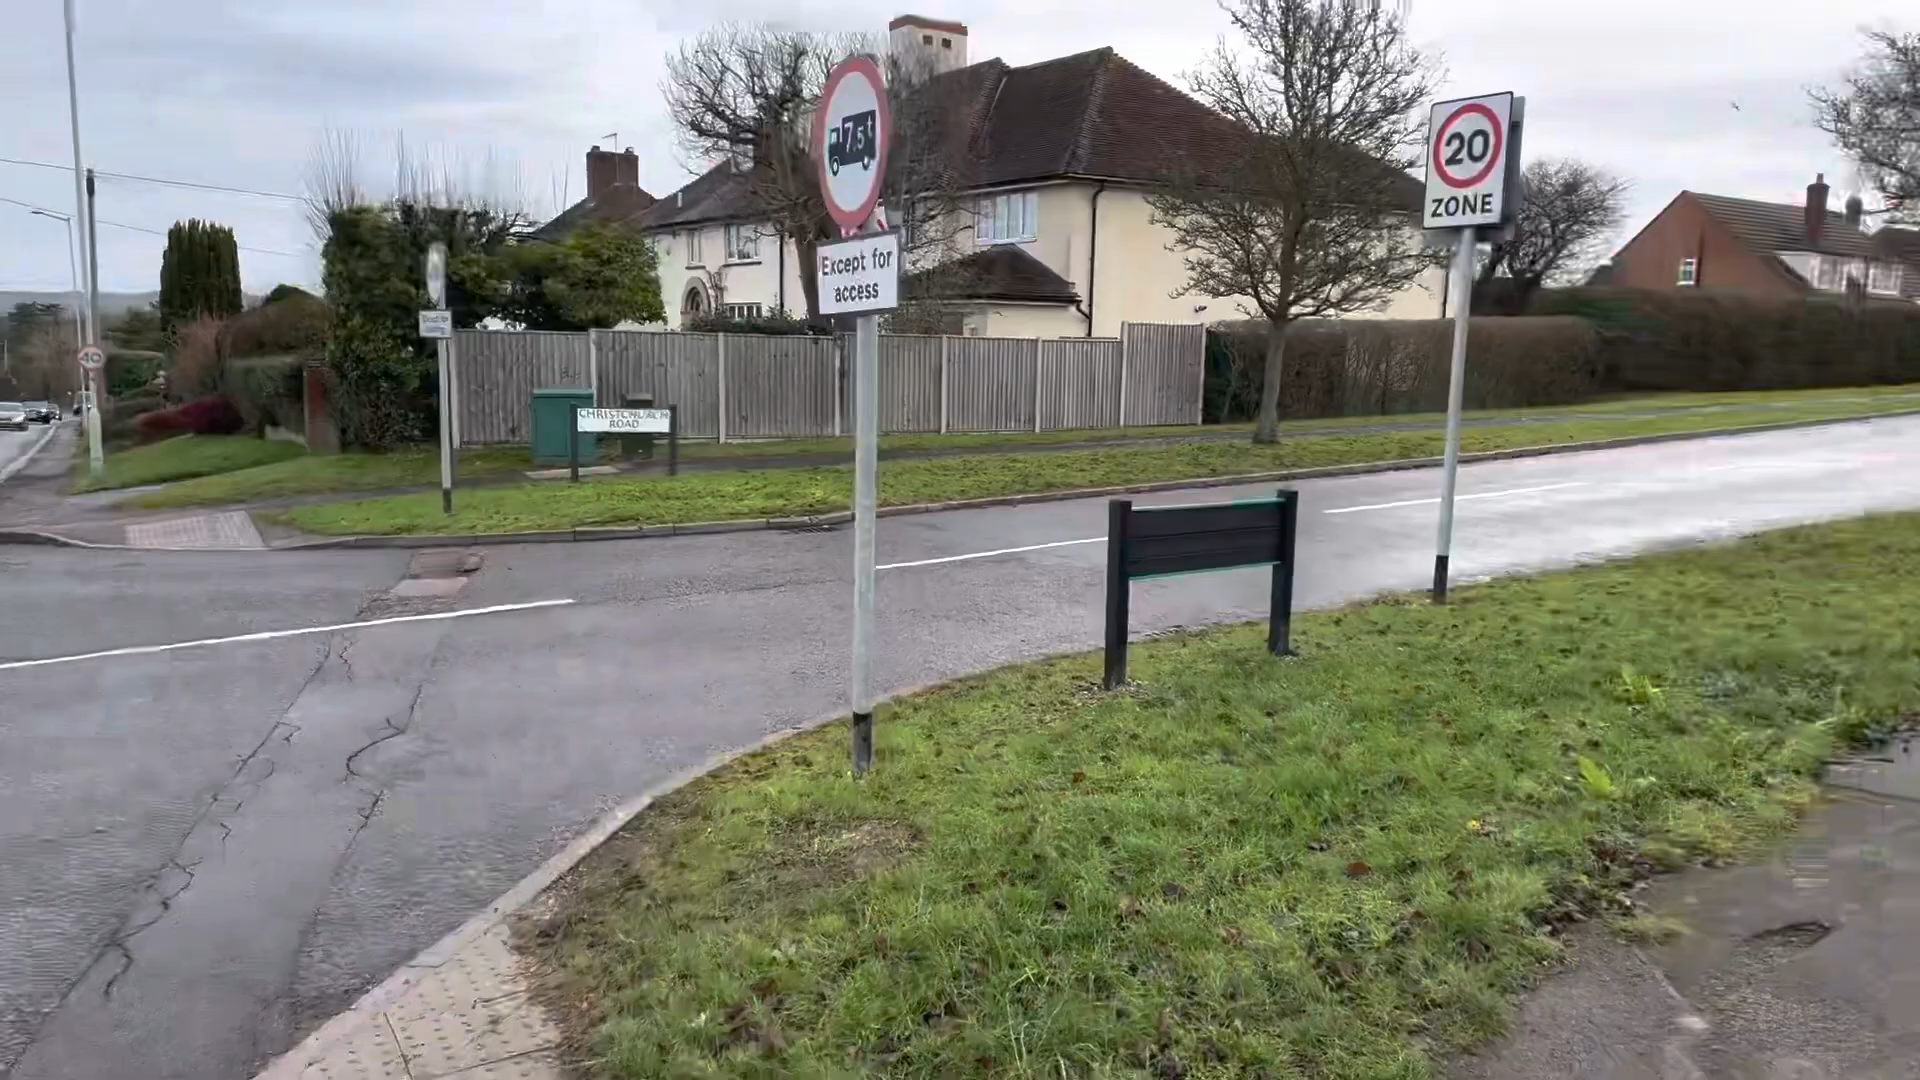 7.5t
Except for
access
20
ZONE
40
CHRISTCHURCH
ROAD